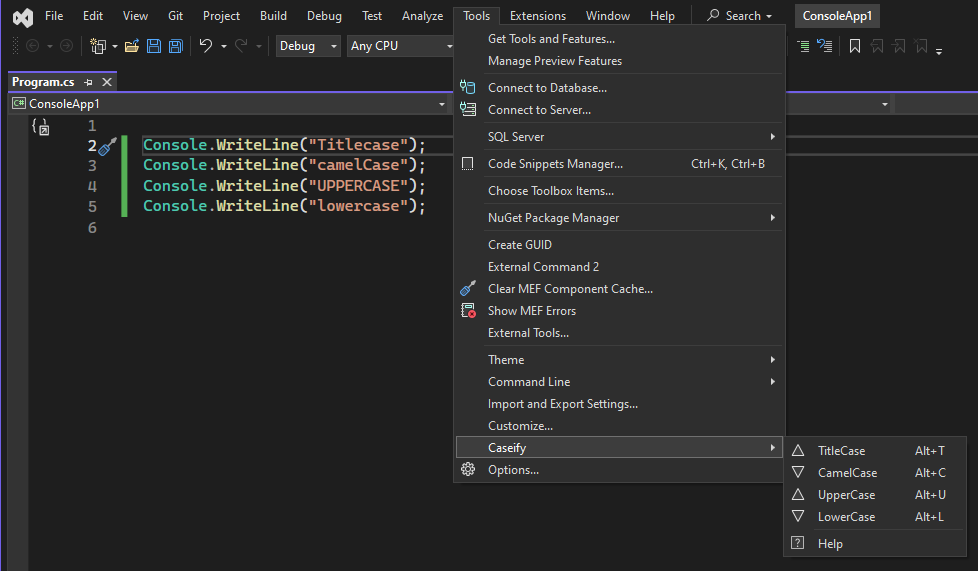 File Edit View Git Project Build Debug Test Analyze Tools Extensions Window Help Search ConsoleApp1
Debug Any CPU
Program.cs
C# ConsoleApp1
1
2 Console.WriteLine("Titlecase");
3 Console.WriteLine("camelCase");
4 Console.WriteLine("UPPERCASE");
5 Console.WriteLine("lowercase");
6
Get Tools and Features...
Manage Preview Features
Connect to Database...
Connect to Server...
SQL Server
Code Snippets Manager... Ctrl+K, Ctrl+B
Choose Toolbox Items...
NuGet Package Manager
Create GUID
External Command 2
Clear MEF Component Cache...
Show MEF Errors
External Tools...
Theme
Command Line
Import and Export Settings...
Customize...
Caseify
Options...
TitleCase Alt+T
CamelCase Alt+C
UpperCase Alt+U
LowerCase Alt+L
Help